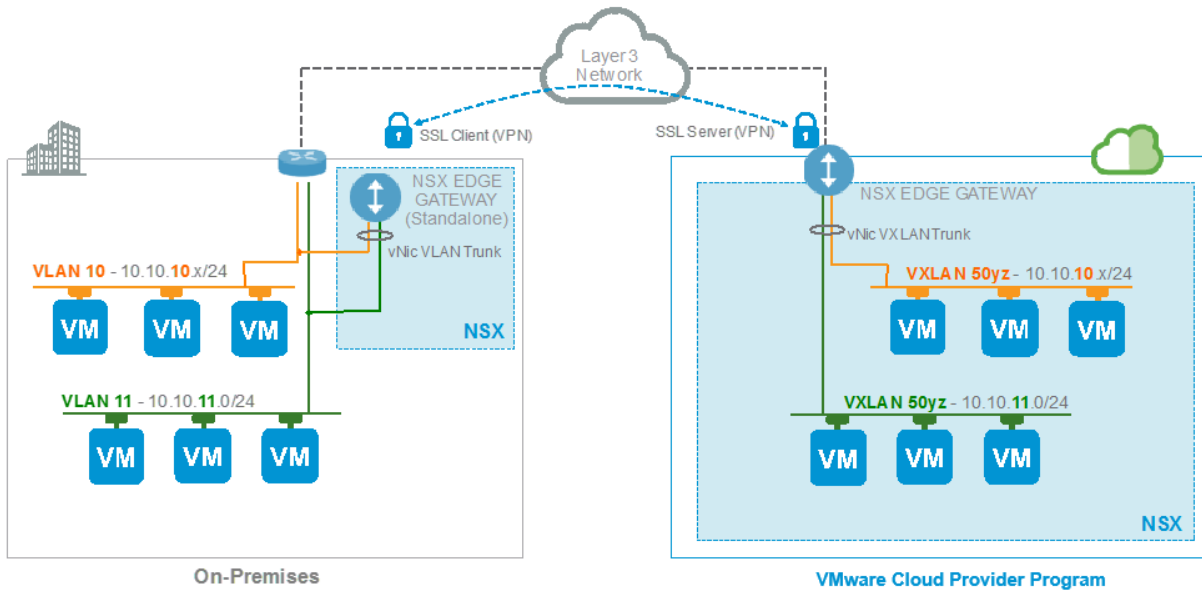 Layer3
Network
SSL Client (VPN)
SSL Server(VPN)
NSX EDGE
GATEWAY
(Standalone)
vNic VLAN Trunk
VLAN 10 - 10.10.10.x/24
VM
VM
VM
NSX
VLAN 11 - 10.10.11.0/24
VM
VM
VM
On-Premises
NSX EDGE GATEWAY
vNic VXLAN Trunk
VXLAN 50yz - 10.10.10.x/24
VM
VM
VM
VXLAN 50yz - 10.10.11.0/24
VM
VM
VM
NSX
VMware Cloud Provider Program